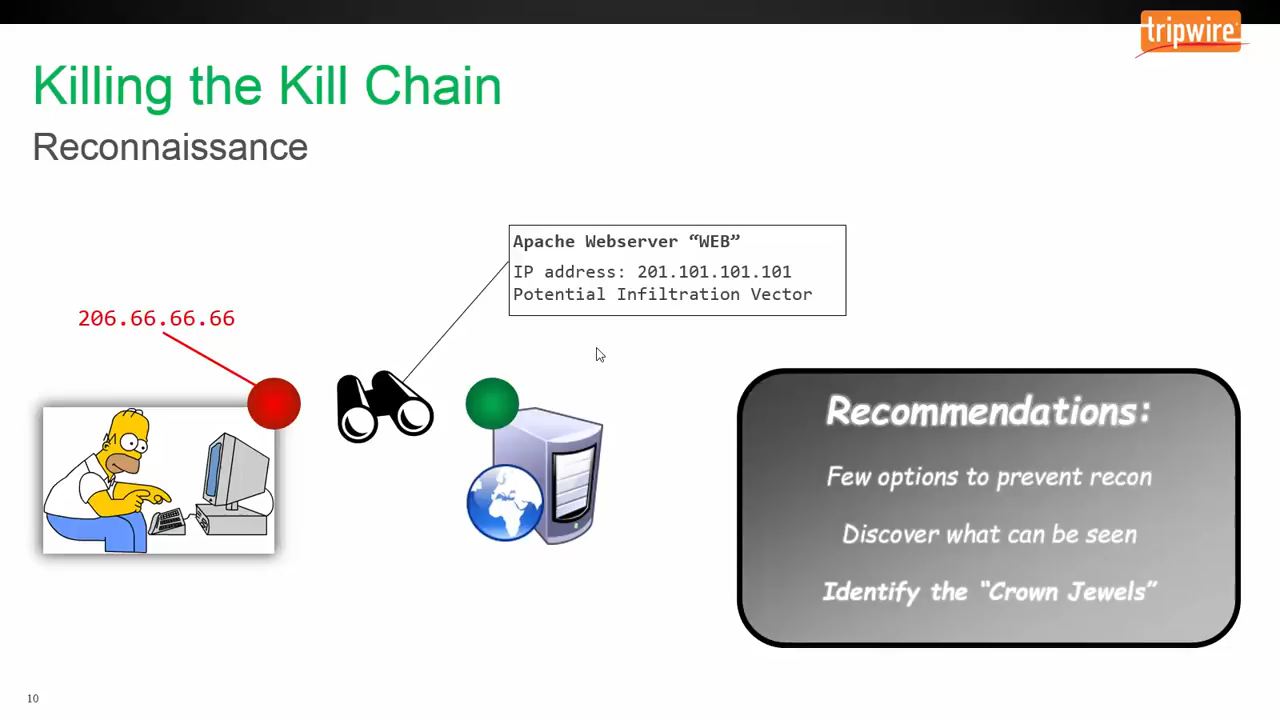 tripwire
Killing the Kill Chain
Reconnaissance
Apache Webserver “WEB”
IP address: 201.101.101.101
Potential Infiltration Vector
206.66.66.66
Recommendations:
Few options to prevent recon
Discover what can be seen
Identify the “Crown Jewels”
10